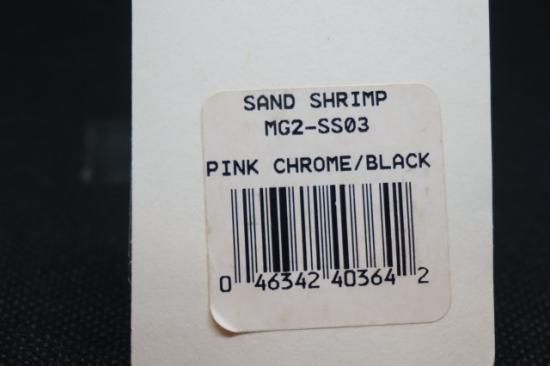 SAND SHRIMP
MG2-SS03
PINK CHROME/BLACK
0 46342 40364 2